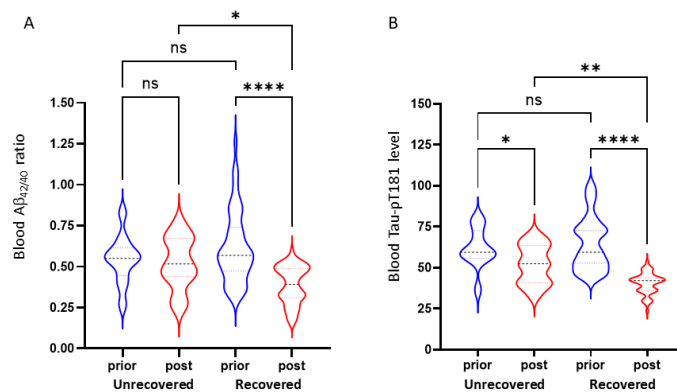 A
*
ns
ns
****
Blood Aβ42/40 ratio
1.50
1.25
1.00
0.75
0.50
0.25
0.00
prior post prior post
Unrecovered Recovered
B
**
ns
*
****
Blood Tau-pT181 level
150
125
100
75
50
25
0
prior post prior post
Unrecovered Recovered